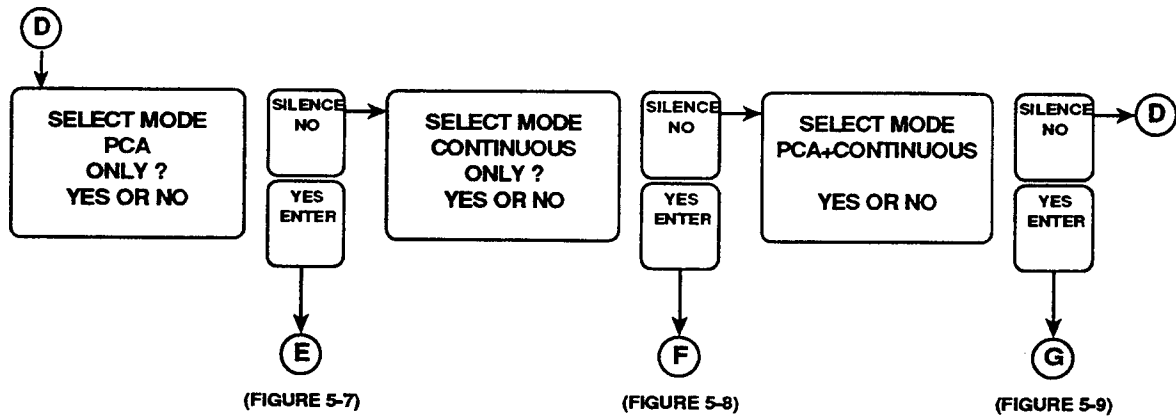 D
SELECT MODE
PCA
ONLY ?
YES OR NO
SILENCE
NO
YES
ENTER
E
(FIGURE 5-7)
SELECT MODE
CONTINUOUS
ONLY ?
YES OR NO
SILENCE
NO
YES
ENTER
F
(FIGURE 5-8)
SELECT MODE
PCA+CONTINUOUS
YES OR NO
SILENCE
NO
D
YES
ENTER
G
(FIGURE 5-9)